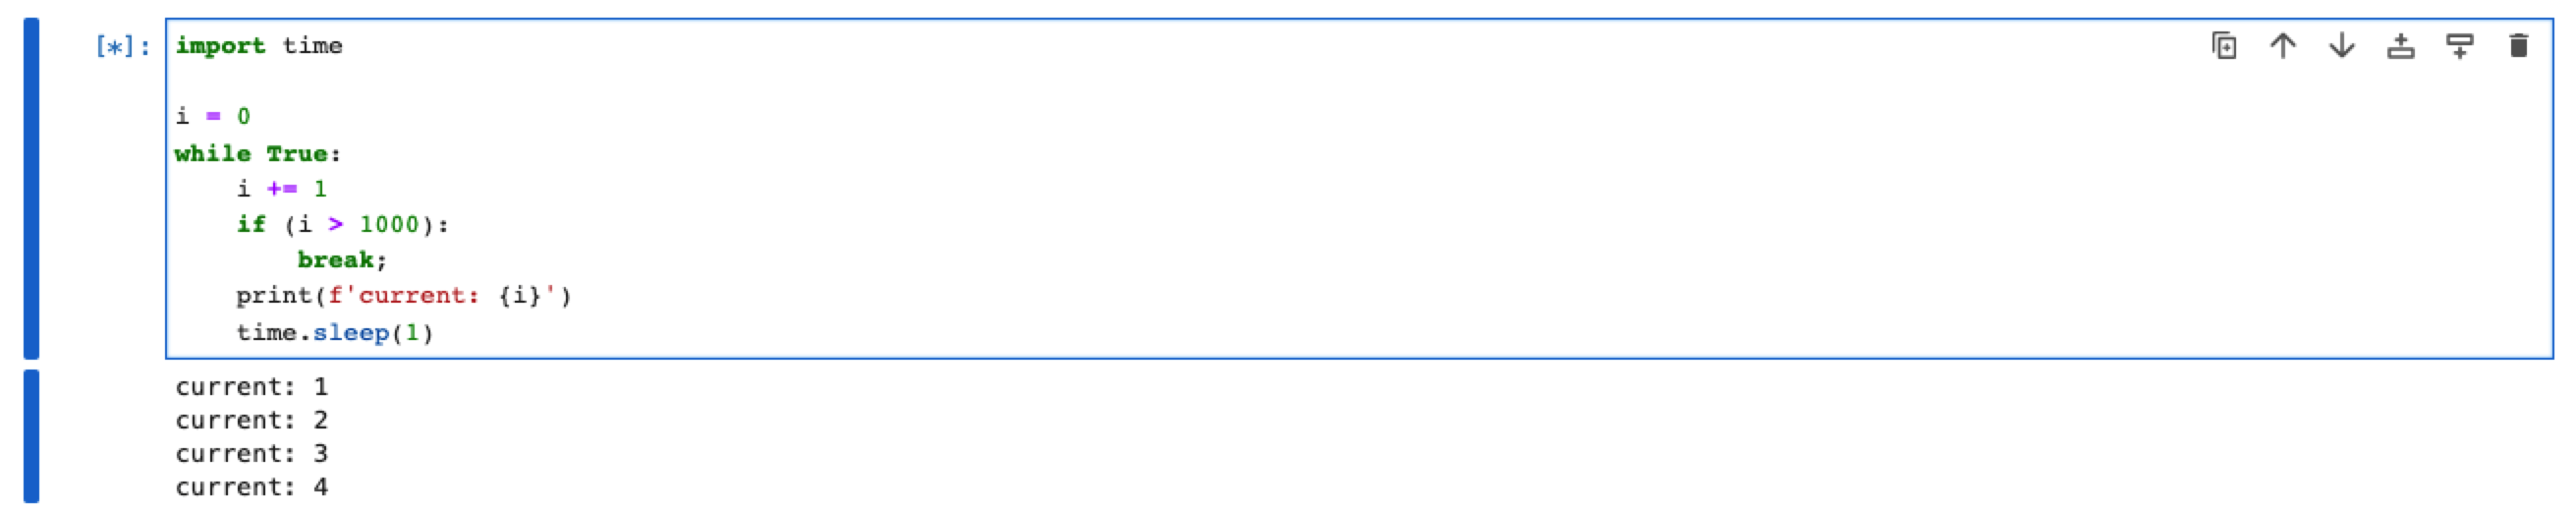 [*]: import time
i = 0
while True:
    i += 1
    if (i > 1000):
        break;
    print(f'current: {i}')
    time.sleep(1)
current: 1
current: 2
current: 3
current: 4